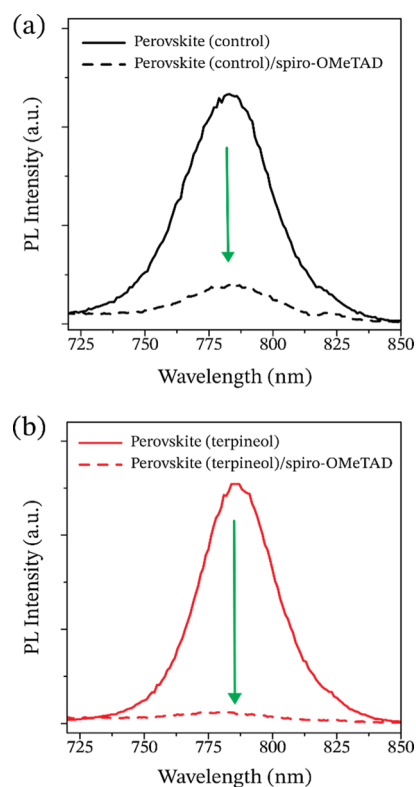 (a)
Perovskite (control)
Perovskite (control)/spiro-OMeTAD
PL Intensity (a.u.)
725 750 775 800 825 850
Wavelength (nm)
(b)
Perovskite (terpineol)
Perovskite (terpineol)/spiro-OMeTAD
PL Intensity (a.u.)
725 750 775 800 825 850
Wavelength (nm)